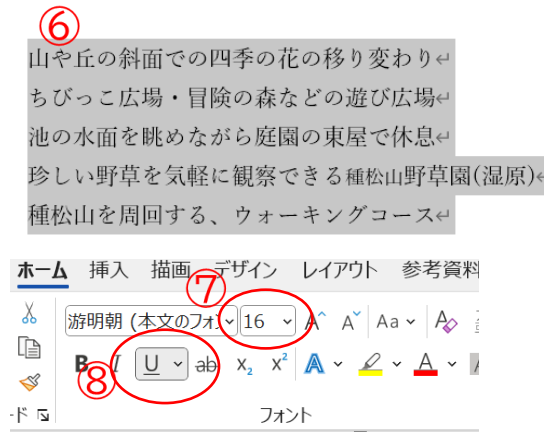 ⑥
山や丘の斜面での四季の花の移り変わり↵
ちびっこ広場・冒険の森などの遊び広場↵
池の水面を眺めながら庭園の東屋で休息↵
珍しい野草を気軽に観察できる種松山野草園(湿原)↵
種松山を周回する、ウォーキングコース↵
ホーム 挿入 描画 デザイン レイアウト 参考資料
⑦
游明朝 (本文のフォン 16 A^ A˅ Aa A
⑧
B I U ab x₂ x² A A A
ド フォント